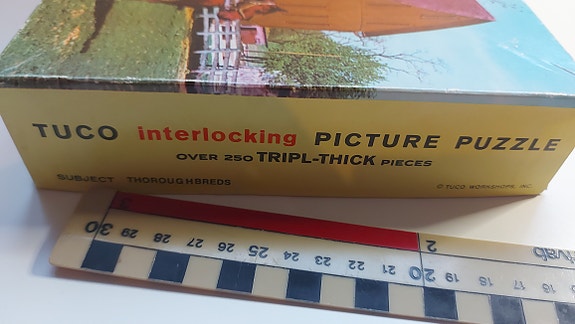 TUCO interlocking PICTURE PUZZLE
OVER 250 TRIPL-THICK PIECES
SUBJECT THOROUGHBREDS
© TUCO WORKSHOPS, INC.
3 2
30 29 28 27 26 25 24 23 22 21 20 19 18 17 16